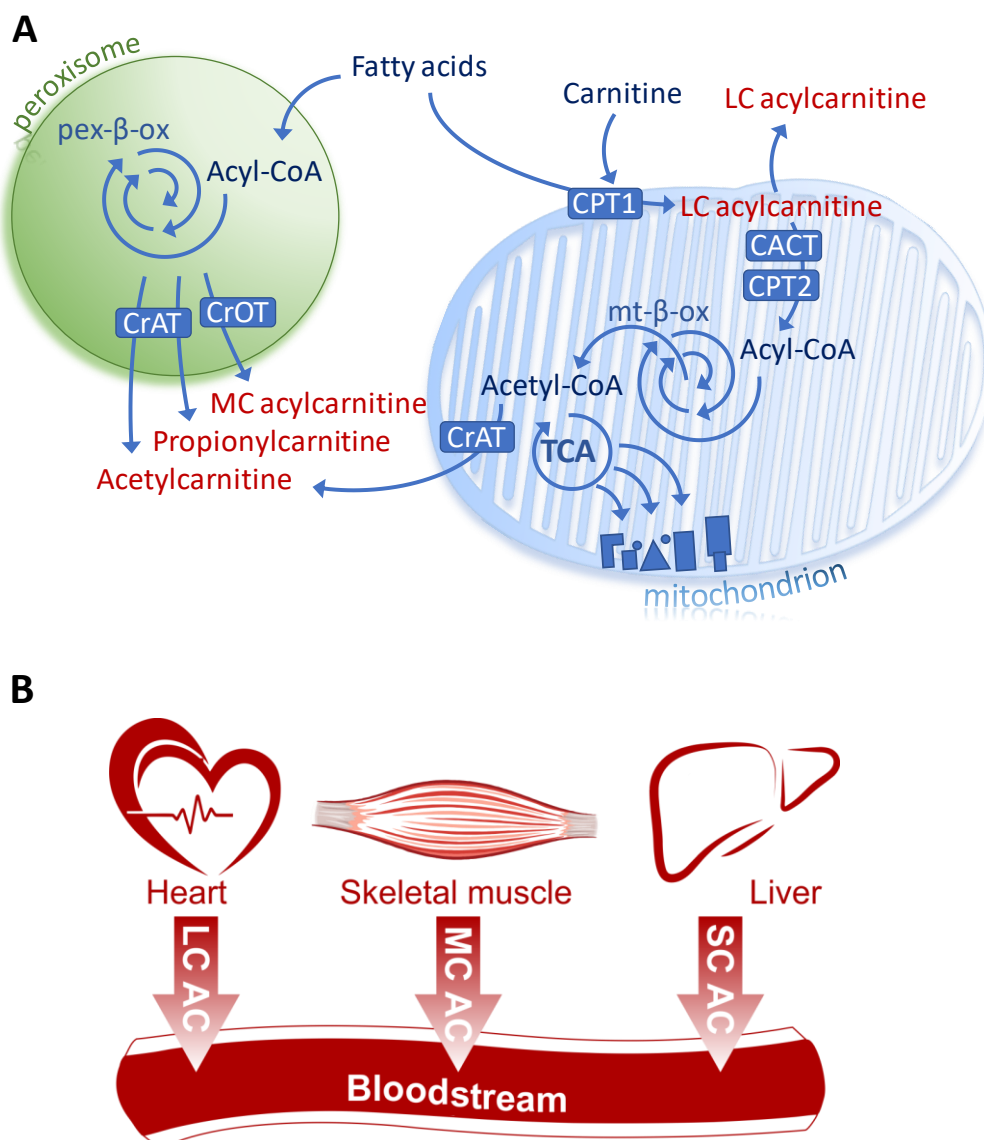 A
peroxisome
Fatty acids
Carnitine
LC acylcarnitine
pex-β-ox
Acyl-CoA
CPT1
LC acylcarnitine
CACT
CPT2
CrAT
CrOT
mt-β-ox
Acyl-CoA
Acetyl-CoA
MC acylcarnitine
Propionylcarnitine
Acetylcarnitine
CrAT
TCA
mitochondrion
B
Heart
Skeletal muscle
Liver
LC AC
MC AC
SC AC
Bloodstream